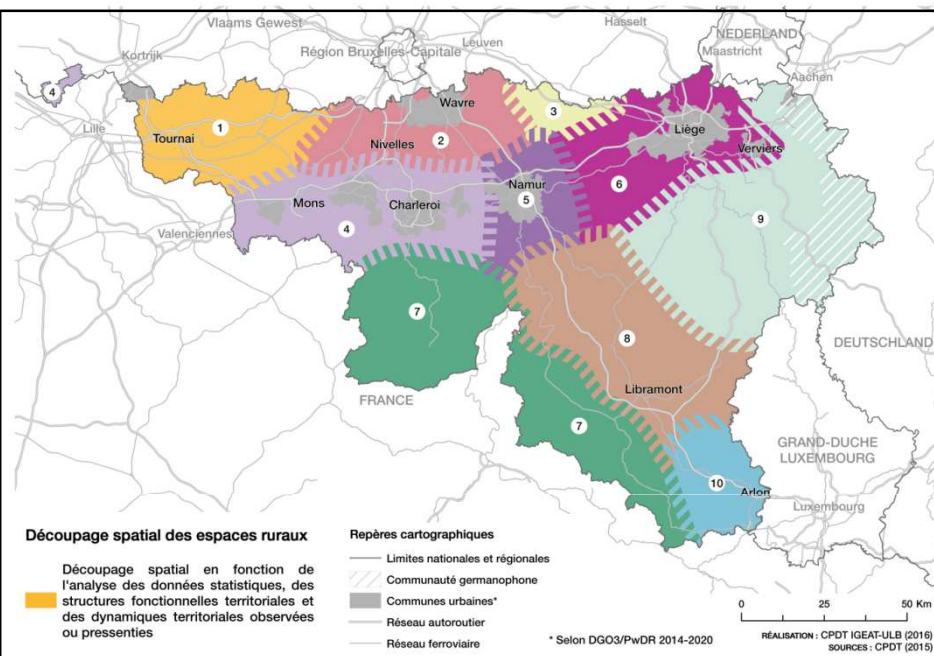 Vlaams Gewest
Hasselt
NEDERLAND
Kortrijk
Région Bruxelles-Capitale
Leuven
Maastricht
Aachen
4
Lille
Tournai
1
Wavre
Nivelles
2
3
Liège
Verviers
Mons
Charleroi
Namur
5
6
9
Valenciennes
4
7
8
DEUTSCHLAND
Libramont
FRANCE
7
GRAND-DUCHE
LUXEMBOURG
10
Arlon
Luxembourg
Découpage spatial des espaces ruraux
Découpage spatial en fonction de
l'analyse des données statistiques, des
structures fonctionnelles territoriales et
des dynamiques territoriales observées
ou pressenties
Repères cartographiques
Limites nationales et régionales
Communauté germanophone
Communes urbaines*
Réseau autoroutier
Réseau ferroviaire
* Selon DGO3/PwDR 2014-2020
0 25 50 Km
RÉALISATION : CPDT IGEAT-ULB (2016)
SOURCES : CPDT (2015)